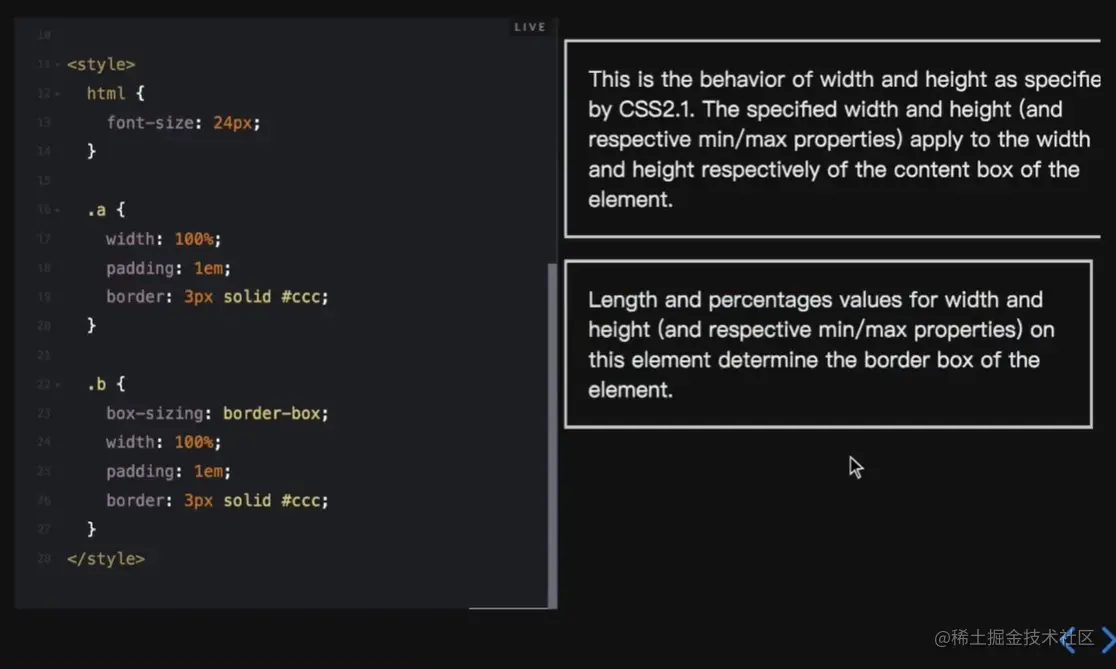 LIVE
10
11 <style>
12 html {
13 font-size: 24px;
14 }
15
16 .a {
17 width: 100%;
18 padding: 1em;
19 border: 3px solid #ccc;
20 }
21
22 .b {
23 box-sizing: border-box;
24 width: 100%;
25 padding: 1em;
26 border: 3px solid #ccc;
27 }
28 </style>
This is the behavior of width and height as specifie
by CSS2.1. The specified width and height (and
respective min/max properties) apply to the width
and height respectively of the content box of the
element.
Length and percentages values for width and
height (and respective min/max properties) on
this element determine the border box of the
element.
@稀土掘金技术社区